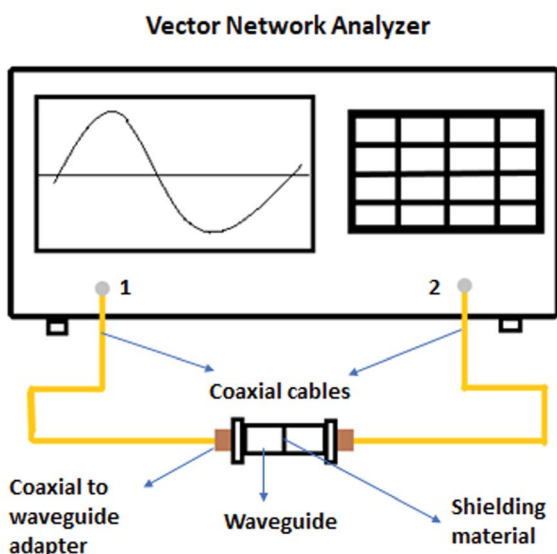 Vector Network Analyzer
1
2
Coaxial cables
Coaxial to
waveguide
adapter
Waveguide
Shielding
material